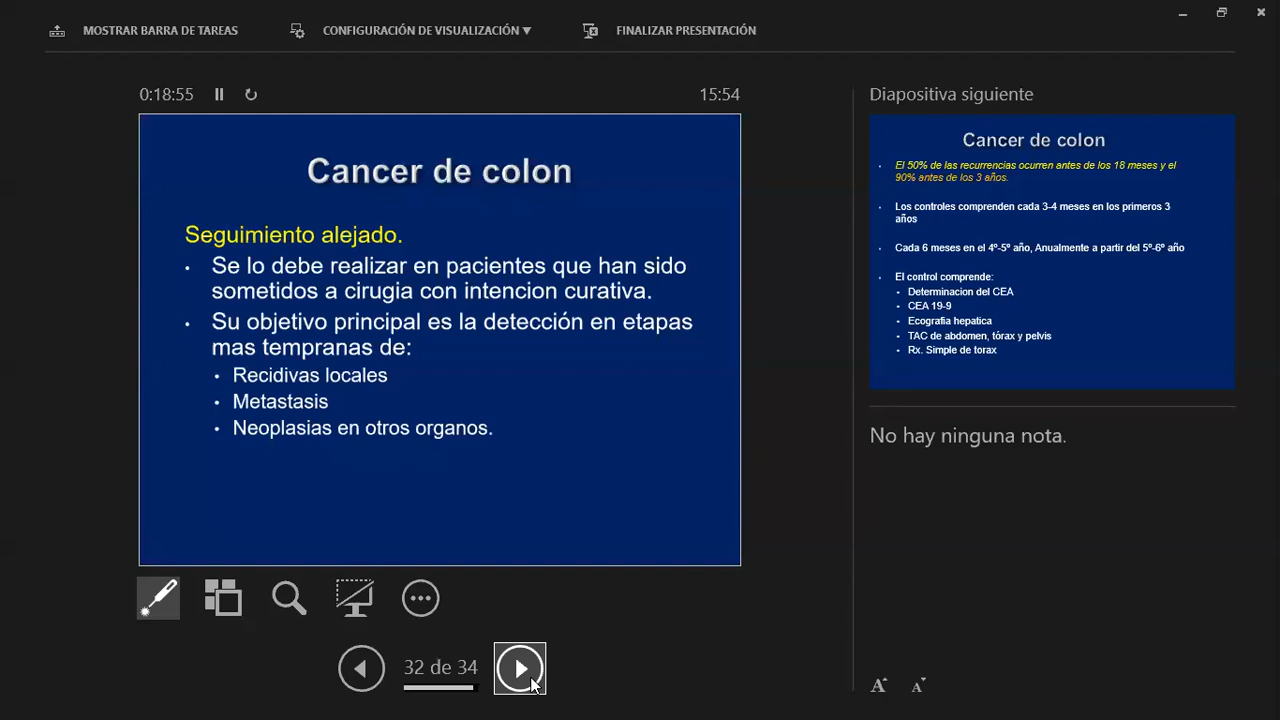 MOSTRAR BARRA DE TAREAS
CONFIGURACIÓN DE VISUALIZACIÓN ▼
FINALIZAR PRESENTACIÓN
0:18:55
15:54
Cancer de colon
Seguimiento alejado.
• Se lo debe realizar en pacientes que han sido
sometidos a cirugia con intencion curativa.
• Su objetivo principal es la detección en etapas
mas tempranas de:
• Recidivas locales
• Metastasis
• Neoplasias en otros organos.
32 de 34
Diapositiva siguiente
Cancer de colon
• El 50% de las recurrencias ocurren antes de los 18 meses y el
90% antes de los 3 años.
• Los controles comprenden cada 3-4 meses en los primeros 3
años
• Cada 6 meses en el 4º-5º año, Anualmente a partir del 5º-6º año
• El control comprende:
• Determinacion del CEA
• CEA 19-9
• Ecografia hepatica
• TAC de abdomen, tórax y pelvis
• Rx. Simple de torax
No hay ninguna nota.
A A